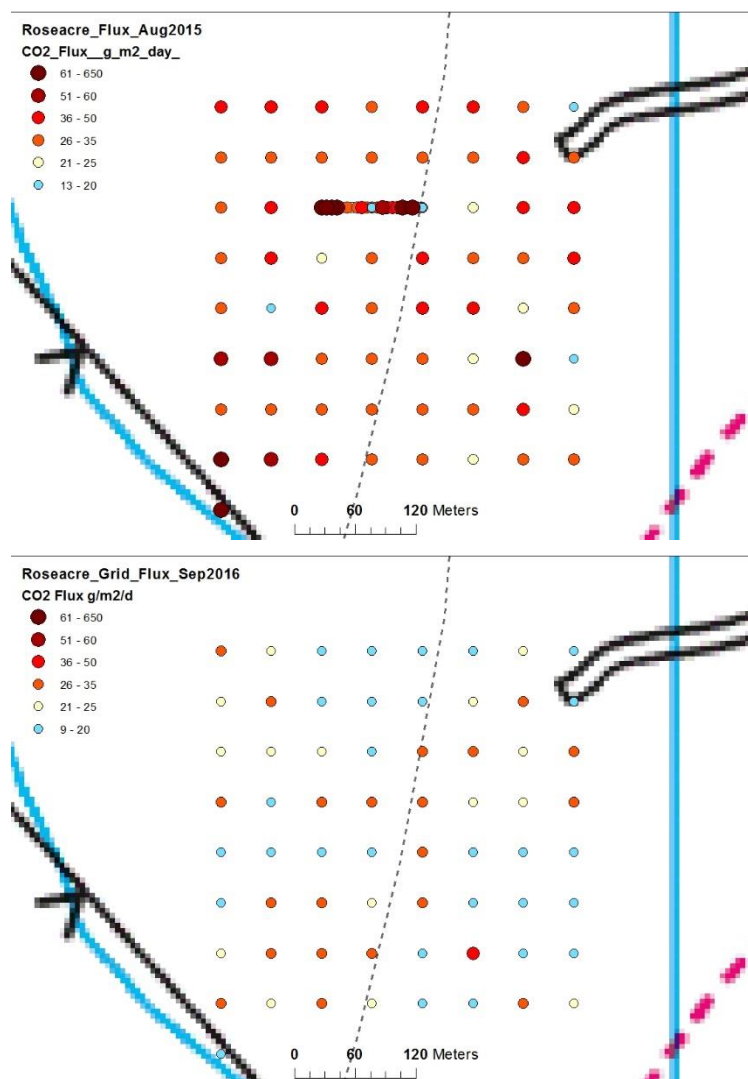 Roseacre_Flux_Aug2015
CO2_Flux__g_m2_day_
61 - 650
51 - 60
36 - 50
26 - 35
21 - 25
13 - 20
0 60 120 Meters
Roseacre_Grid_Flux_Sep2016
CO2 Flux g/m2/d
61 - 650
51 - 60
36 - 50
26 - 35
21 - 25
9 - 20
0 60 120 Meters